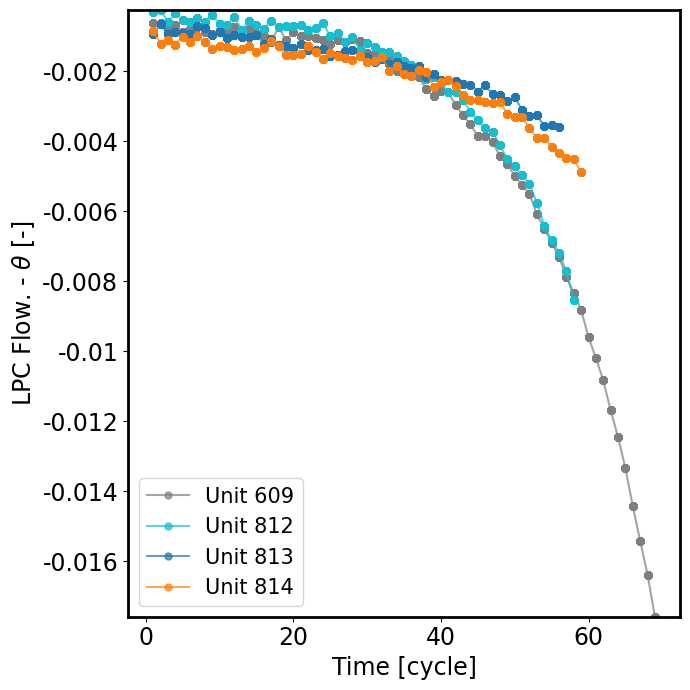 -0.002
-0.004
-0.006
-0.008
-0.01
-0.012
-0.014
-0.016
LPC Flow. - θ [-]
Unit 609
Unit 812
Unit 813
Unit 814
0 20 40 60
Time [cycle]